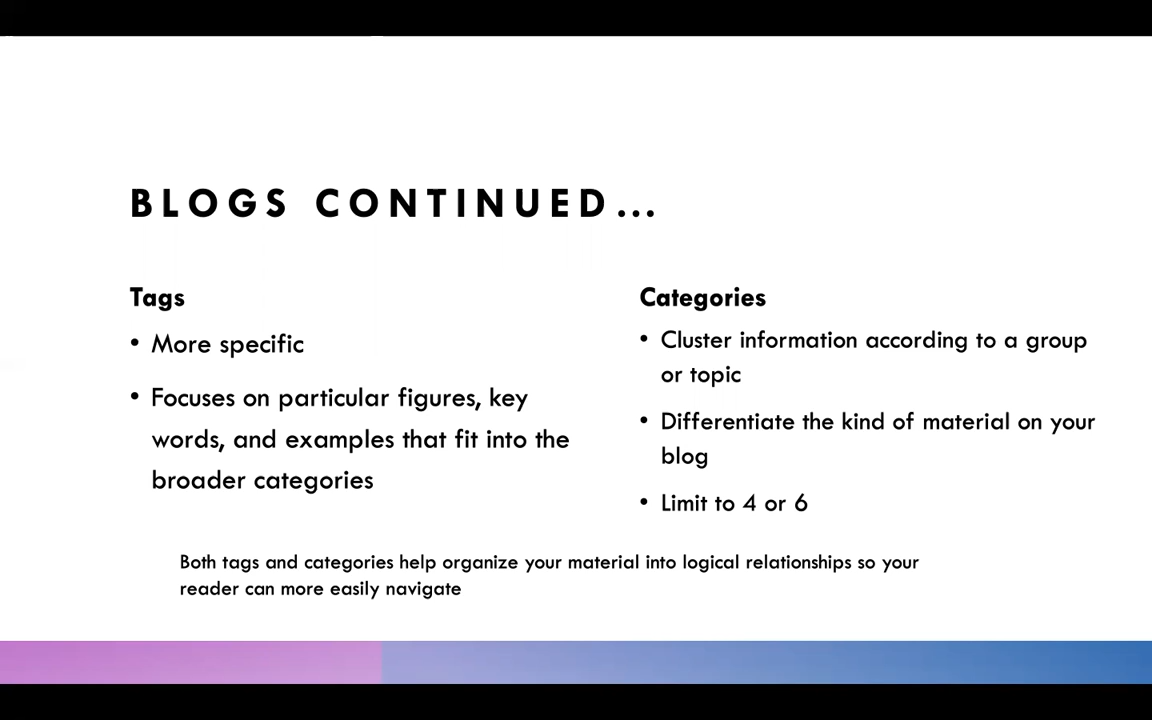 BLOGS CONTINUED...
Tags
• More specific
• Focuses on particular figures, key
words, and examples that fit into the
broader categories
Categories
• Cluster information according to a group
or topic
• Differentiate the kind of material on your
blog
• Limit to 4 or 6
Both tags and categories help organize your material into logical relationships so your
reader can more easily navigate